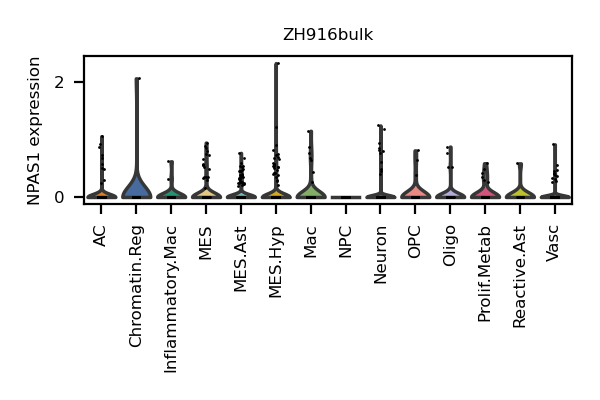 ZH916bulk
NPAS1 expression
2
0
AC
Chromatin.Reg
Inflammatory.Mac
MES
MES.Ast
MES.Hyp
Mac
NPC
Neuron
OPC
Oligo
Prolif.Metab
Reactive.Ast
Vasc